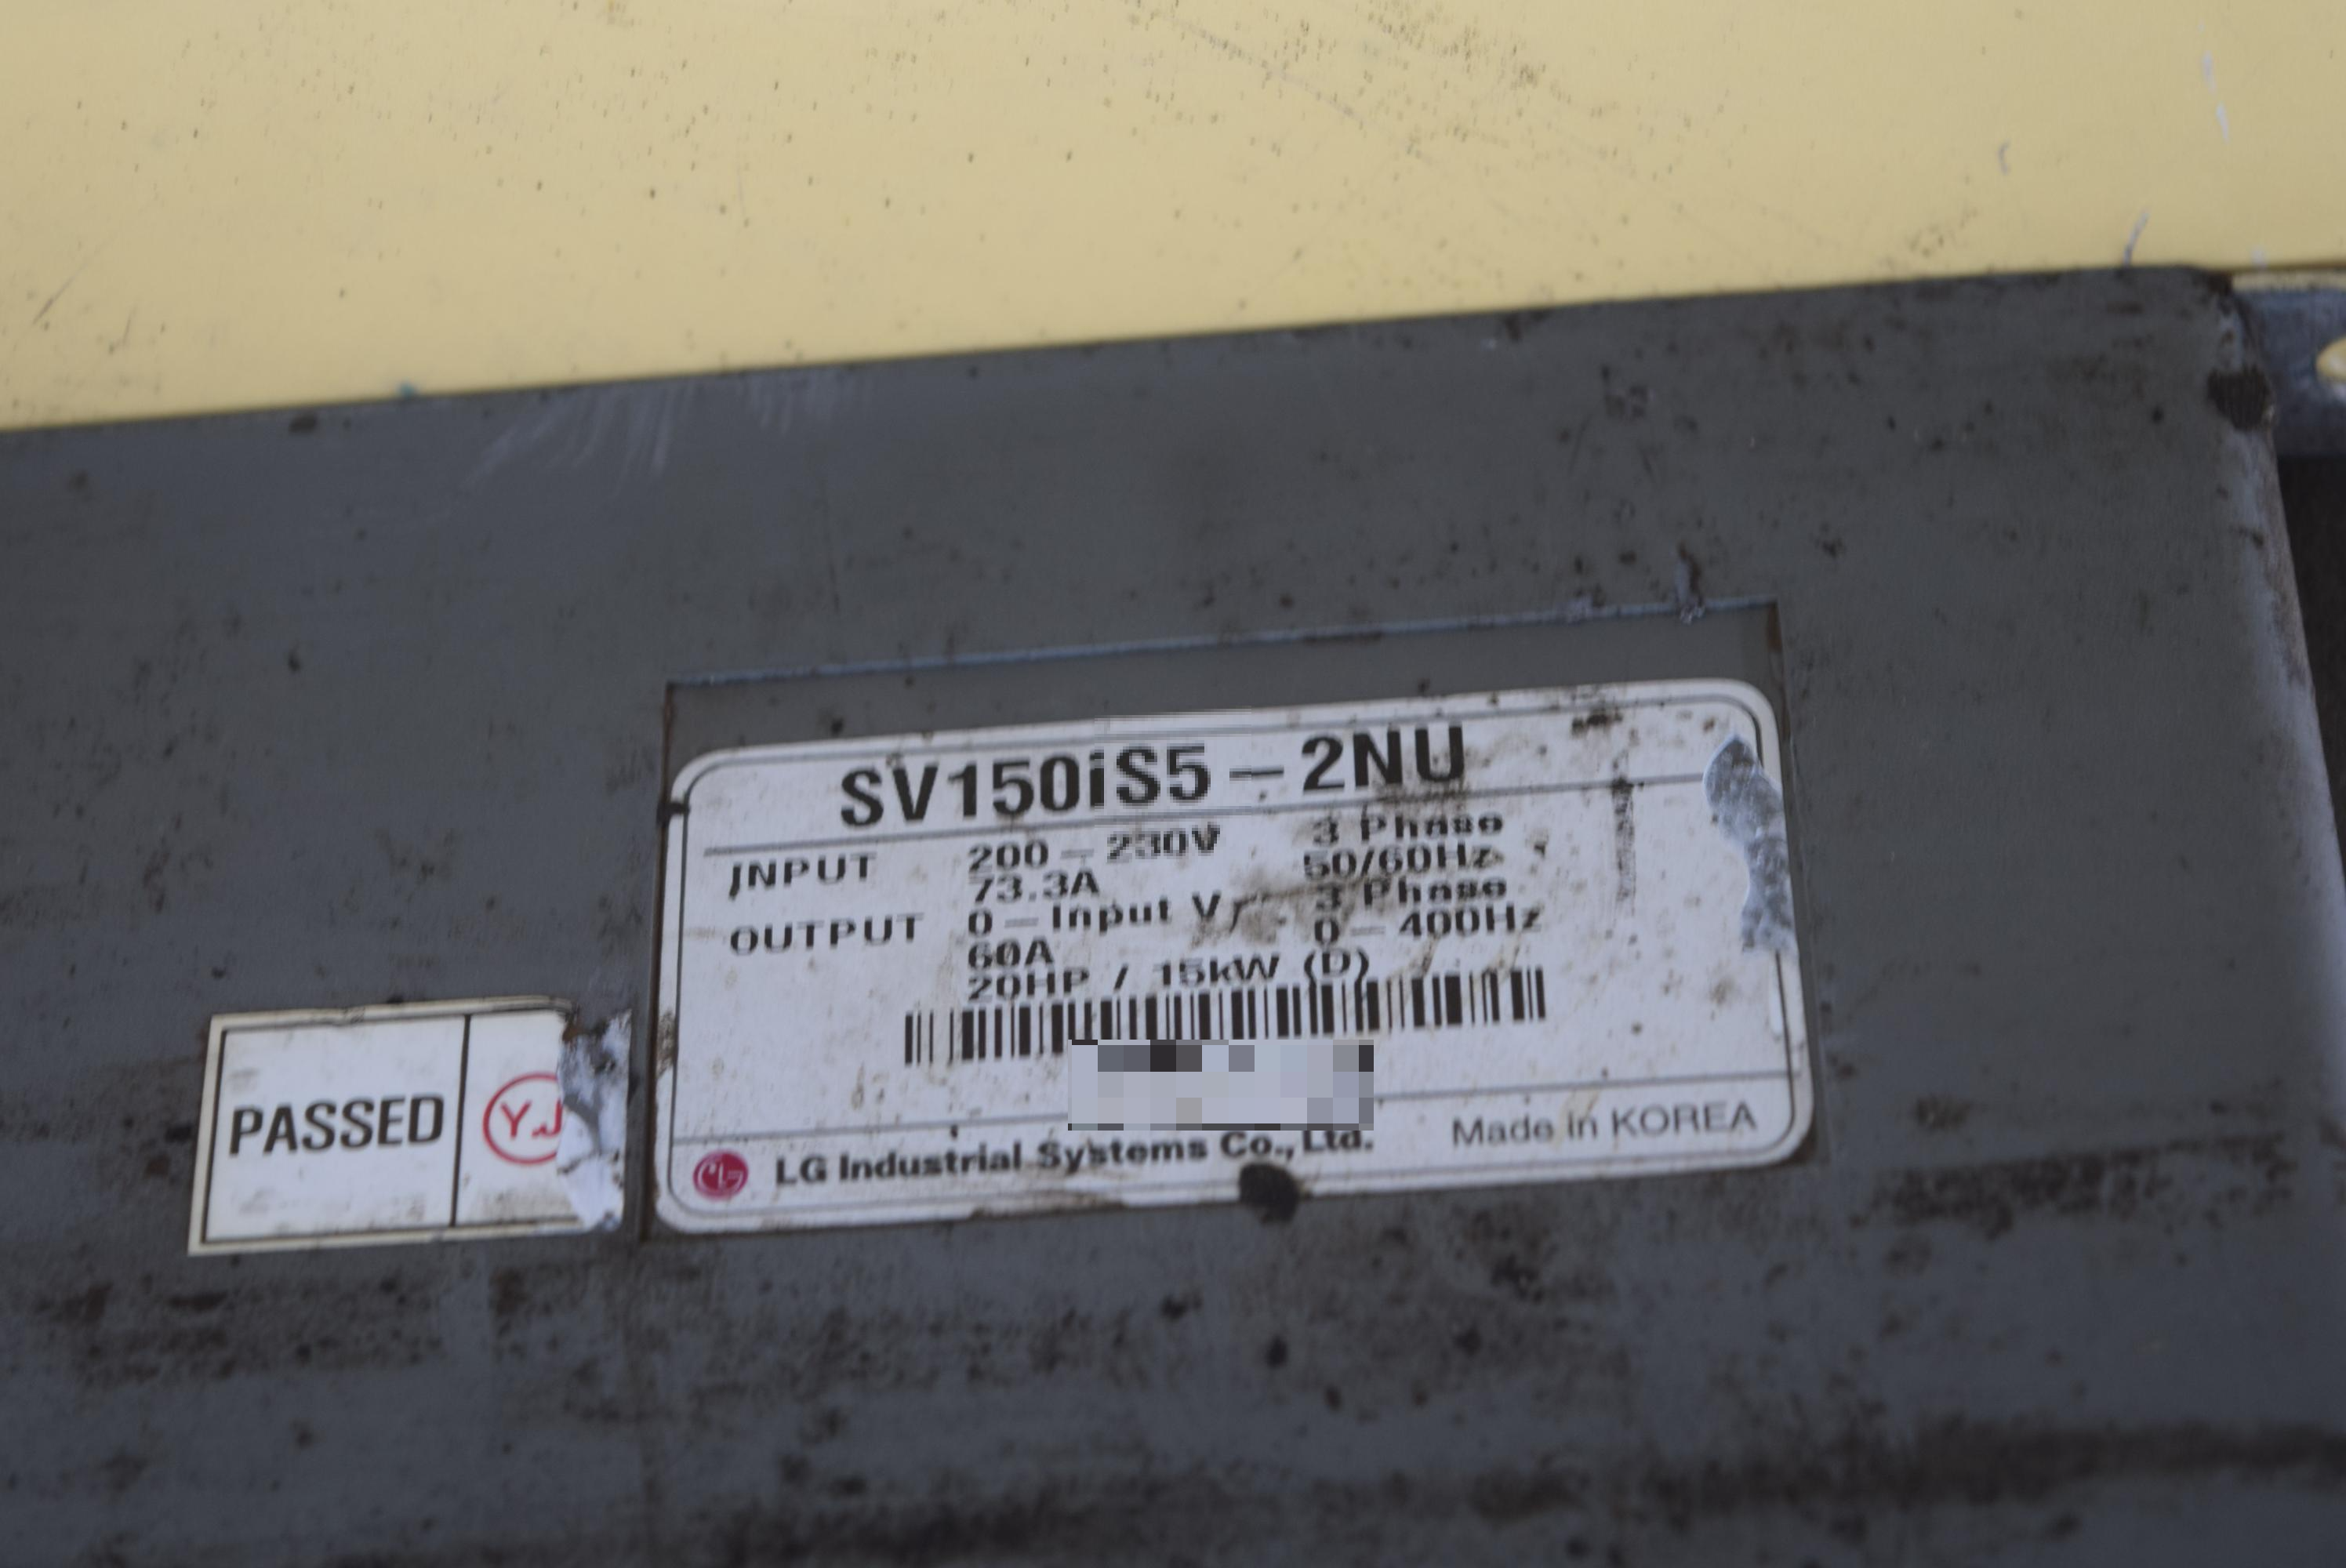 SV150iS5-2NU
INPUT 200-230V 3 Phase
73.3A 50/60Hz
OUTPUT 0-Input V 3 Phase
60A 0-400Hz
20HP / 15kW (D)
LG Industrial Systems Co., Ltd. Made in KOREA
PASSED Y.J